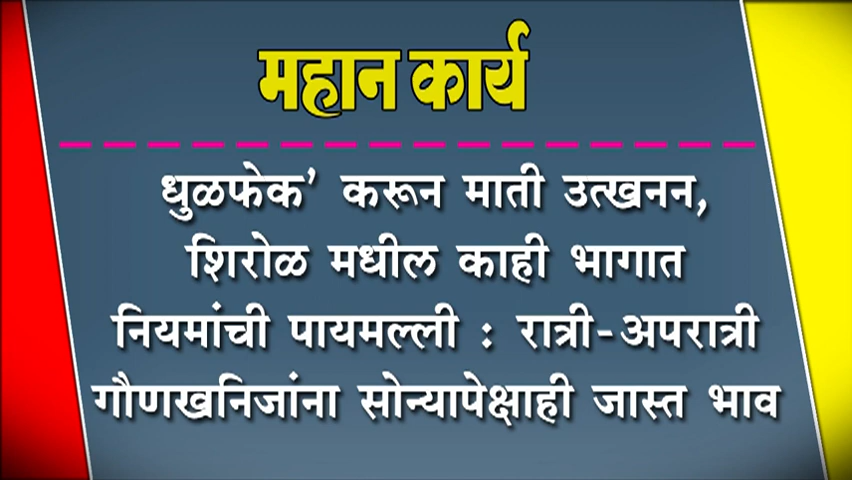 महान कार्य
धुळफेक’ करून माती उत्खनन,
शिरोळ मधील काही भागात
नियमांची पायमल्ली : रात्री-अपरात्री
गौणखनिजांना सोन्यापेक्षाही जास्त भाव